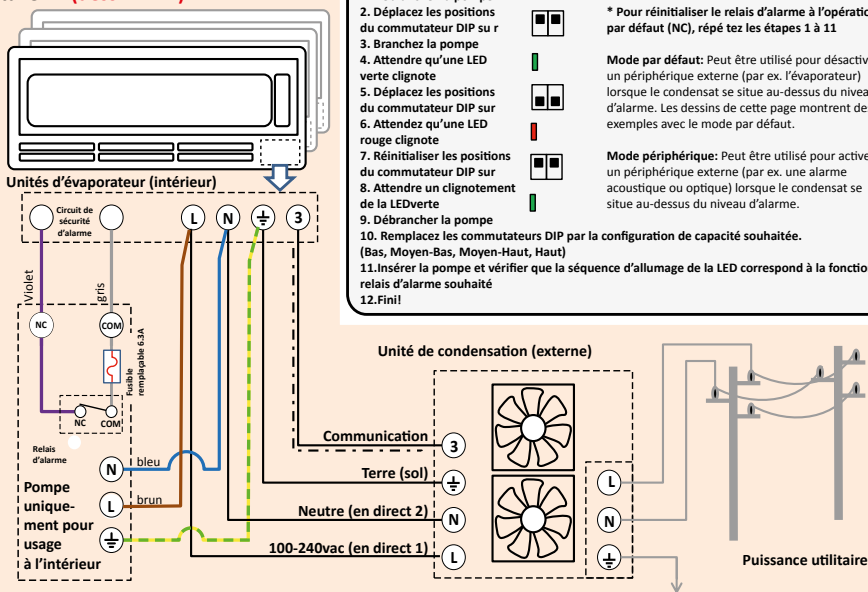 2. Déplacez les positions
du commutateur DIP su r
3. Branchez la pompe
4. Attendre qu'une LED
verte clignote
5. Déplacez les positions
du commutateur DIP sur
6. Attendez qu'une LED
rouge clignote
7. Réinitialiser les positions
du commutateur DIP sur
8. Attendre un clignotement
de la LEDverte
9. Débrancher la pompe
10. Remplacez les commutateurs DIP par la configuration de capacité souhaitée.
(Bas, Moyen-Bas, Moyen-Haut, Haut)
11.Insérer la pompe et vérifier que la séquence d'allumage de la LED correspond à la fonction
relais d'alarme souhaité
12.Fini!
* Pour réinitialiser le relais d'alarme à l'opération
par défaut (NC), répé tez les étapes 1 à 11
Mode par défaut: Peut être utilisé pour désactiv
un périphérique externe (par ex. l'évaporateur)
lorsque le condensat se situe au-dessus du nivea
d'alarme. Les dessins de cette page montrent de
exemples avec le mode par défaut.
Mode périphérique: Peut être utilisé pour active
un périphérique externe (par ex. une alarme
acoustique ou optique) lorsque le condensat se
situe au-dessus du niveau d'alarme.
Unités d'évaporateur (intérieur)
Circuit de
sécurité
d'alarme
L
N
3
Violet
gris
NC
COM
Fusible
remplaçable 6.3A
NC
COM
Relais
d'alarme
N
bleu
L
brun
Pompe
unique-
ment pour
usage
à l'intérieur
Unité de condensation (externe)
Communication
3
Terre (sol)
Neutre (en direct 2)
N
100-240vac (en direct 1)
L
L
N
Puissance utilitaire